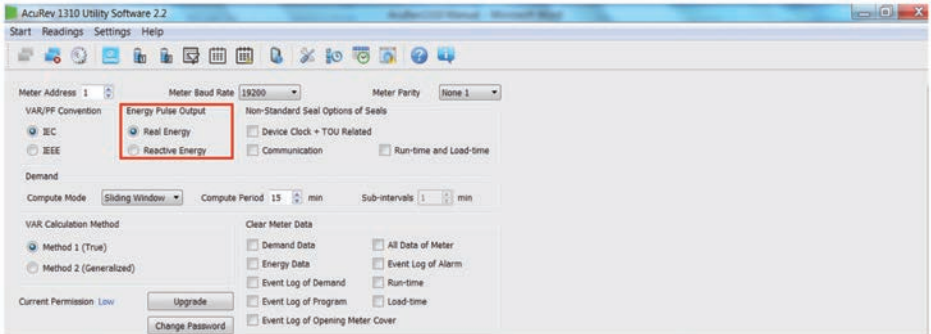 AcuRev 1310 Utility Software 2.2
Start Readings Settings Help
Meter Address 1 Meter Baud Rate 19200 Meter Parity None 1
VAR/PF Convention Energy Pulse Output Non-Standard Seal Options of Seals
IEC Real Energy Device Clock + TOU Related
IEEE Reactive Energy Communication Run-time and Load-time
Demand
Compute Mode Sliding Window Compute Period 15 min Sub-intervals 1 min
VAR Calculation Method Clear Meter Data
Method 1 (True) Demand Data All Data of Meter
Method 2 (Generalized) Energy Data Event Log of Alarm
Event Log of Demand Run-time
Current Permission Low Upgrade Event Log of Program Load-time
Change Password Event Log of Opening Meter Cover